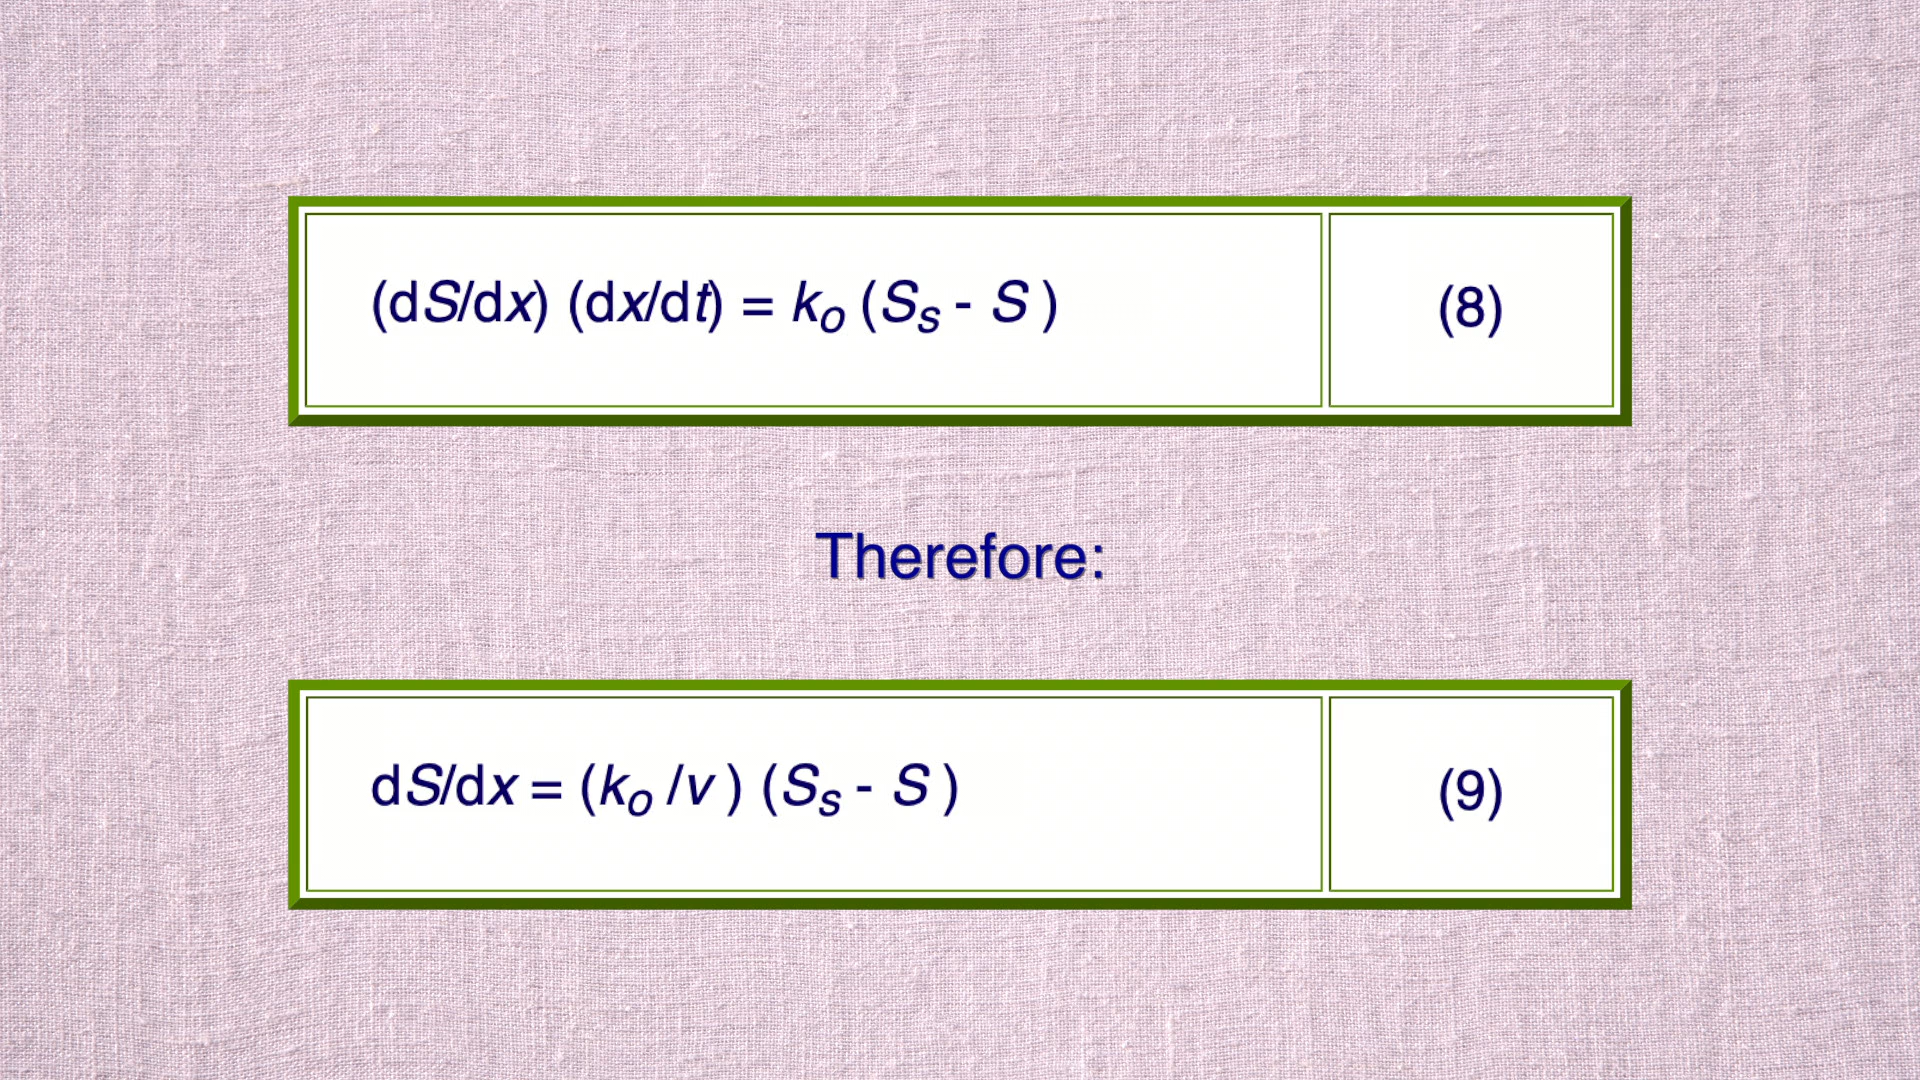 (dS/dx) (dx/dt) = kₒ (Sₛ - S ) (8)
Therefore:
dS/dx = (kₒ /v ) (Sₛ - S ) (9)